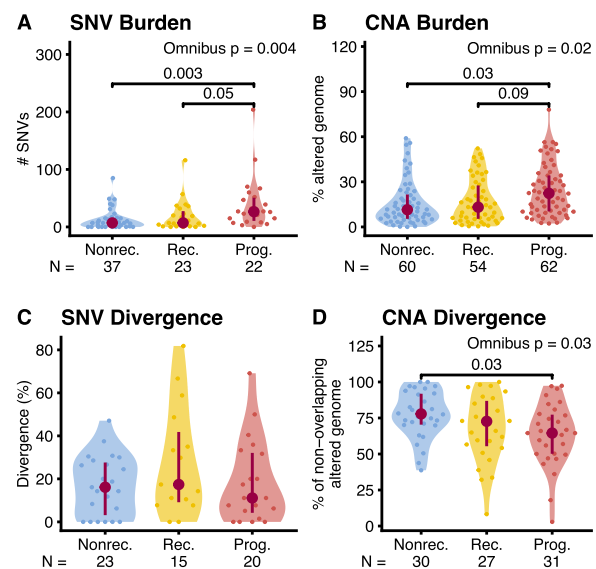 A SNV Burden
Omnibus p = 0.004
0.003
0.05
# SNVs
300
200
100
0
Nonrec. Rec. Prog.
N = 37 23 22
B CNA Burden
Omnibus p = 0.02
0.03
0.09
% altered genome
120
90
60
30
0
Nonrec. Rec. Prog.
N = 60 54 62
C SNV Divergence
Divergence (%)
80
60
40
20
0
Nonrec. Rec. Prog.
N = 23 15 20
D CNA Divergence
Omnibus p = 0.03
0.03
% of non−overlapping
altered genome
125
100
75
50
25
0
Nonrec. Rec. Prog.
N = 30 27 31